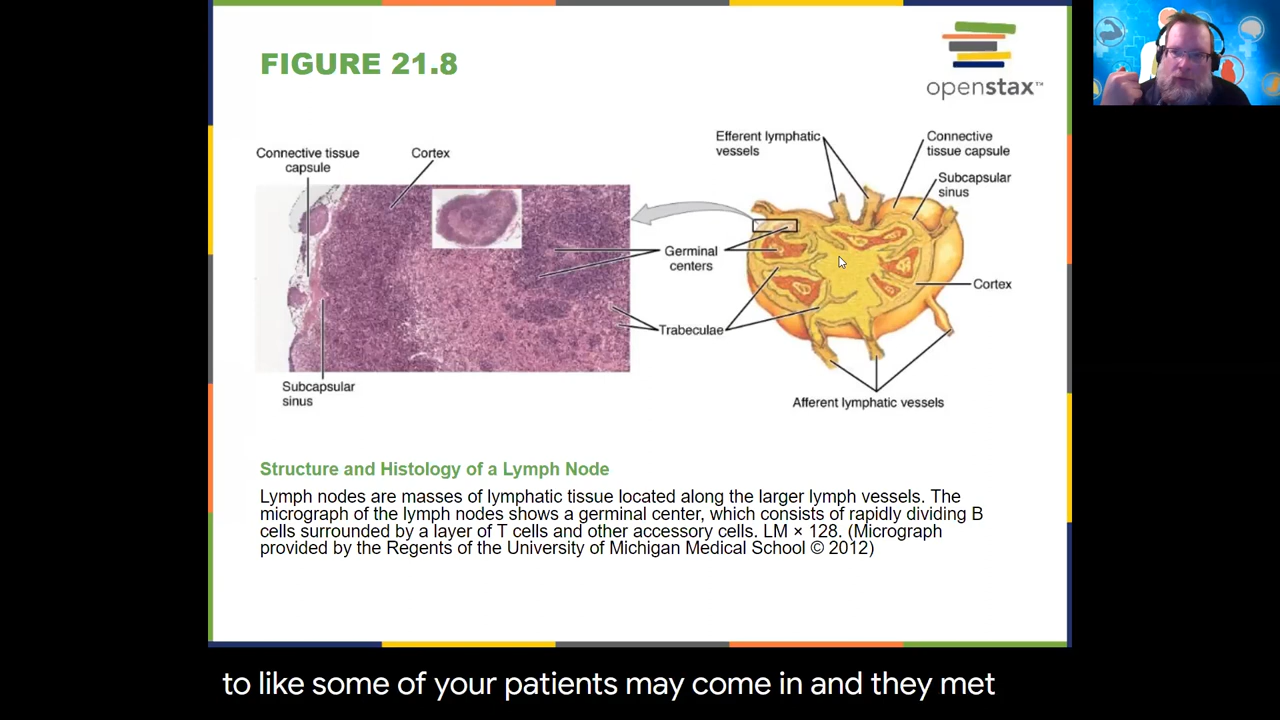 FIGURE 21.8
openstax™
Connective tissue
capsule
Cortex
Subcapsular
sinus
Germinal
centers
Trabeculae
Efferent lymphatic
vessels
Connective
tissue capsule
Subcapsular
sinus
Cortex
Afferent lymphatic vessels
Structure and Histology of a Lymph Node
Lymph nodes are masses of lymphatic tissue located along the larger lymph vessels. The
micrograph of the lymph nodes shows a germinal center, which consists of rapidly dividing B
cells surrounded by a layer of T cells and other accessory cells. LM × 128. (Micrograph
provided by the Regents of the University of Michigan Medical School © 2012)
to like some of your patients may come in and they met